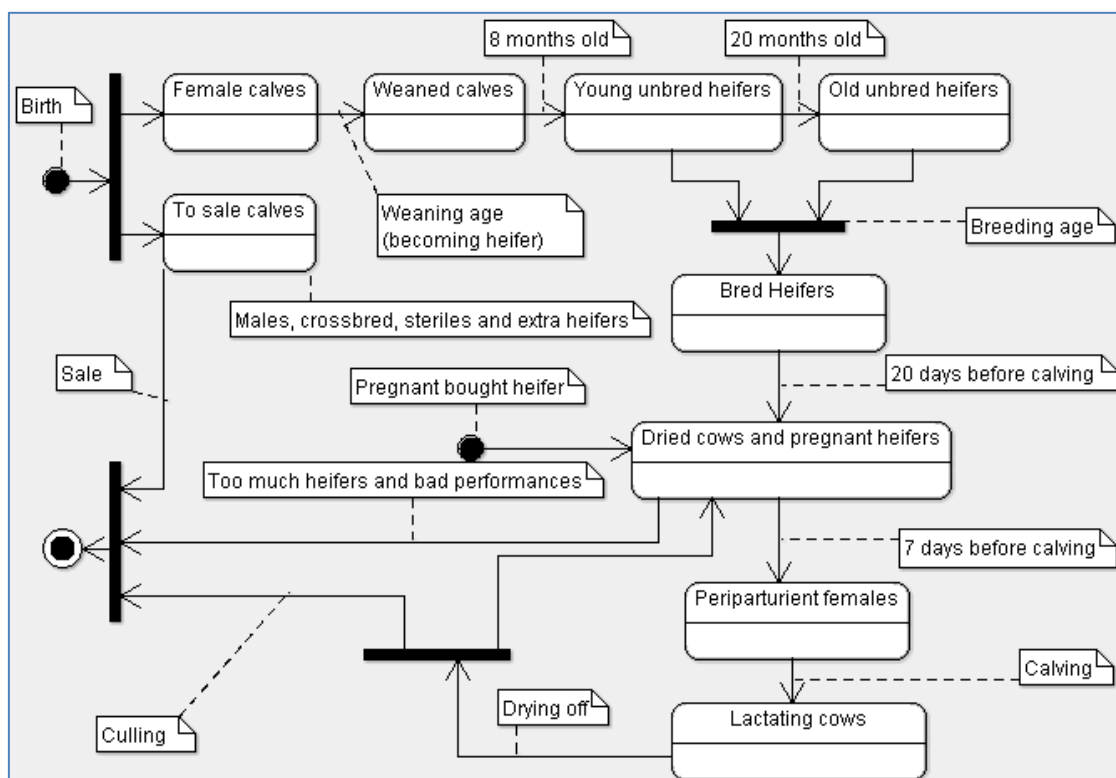 8 months old
20 months old
Birth
Female calves
Weaned calves
Young unbred heifers
Old unbred heifers
To sale calves
Weaning age
(becoming heifer)
Breeding age
Bred Heifers
Males, crossbred, steriles and extra heifers
Sale
Pregnant bought heifer
20 days before calving
Dried cows and pregnant heifers
Too much heifers and bad performances
7 days before calving
Periparturient females
Calving
Drying off
Lactating cows
Culling